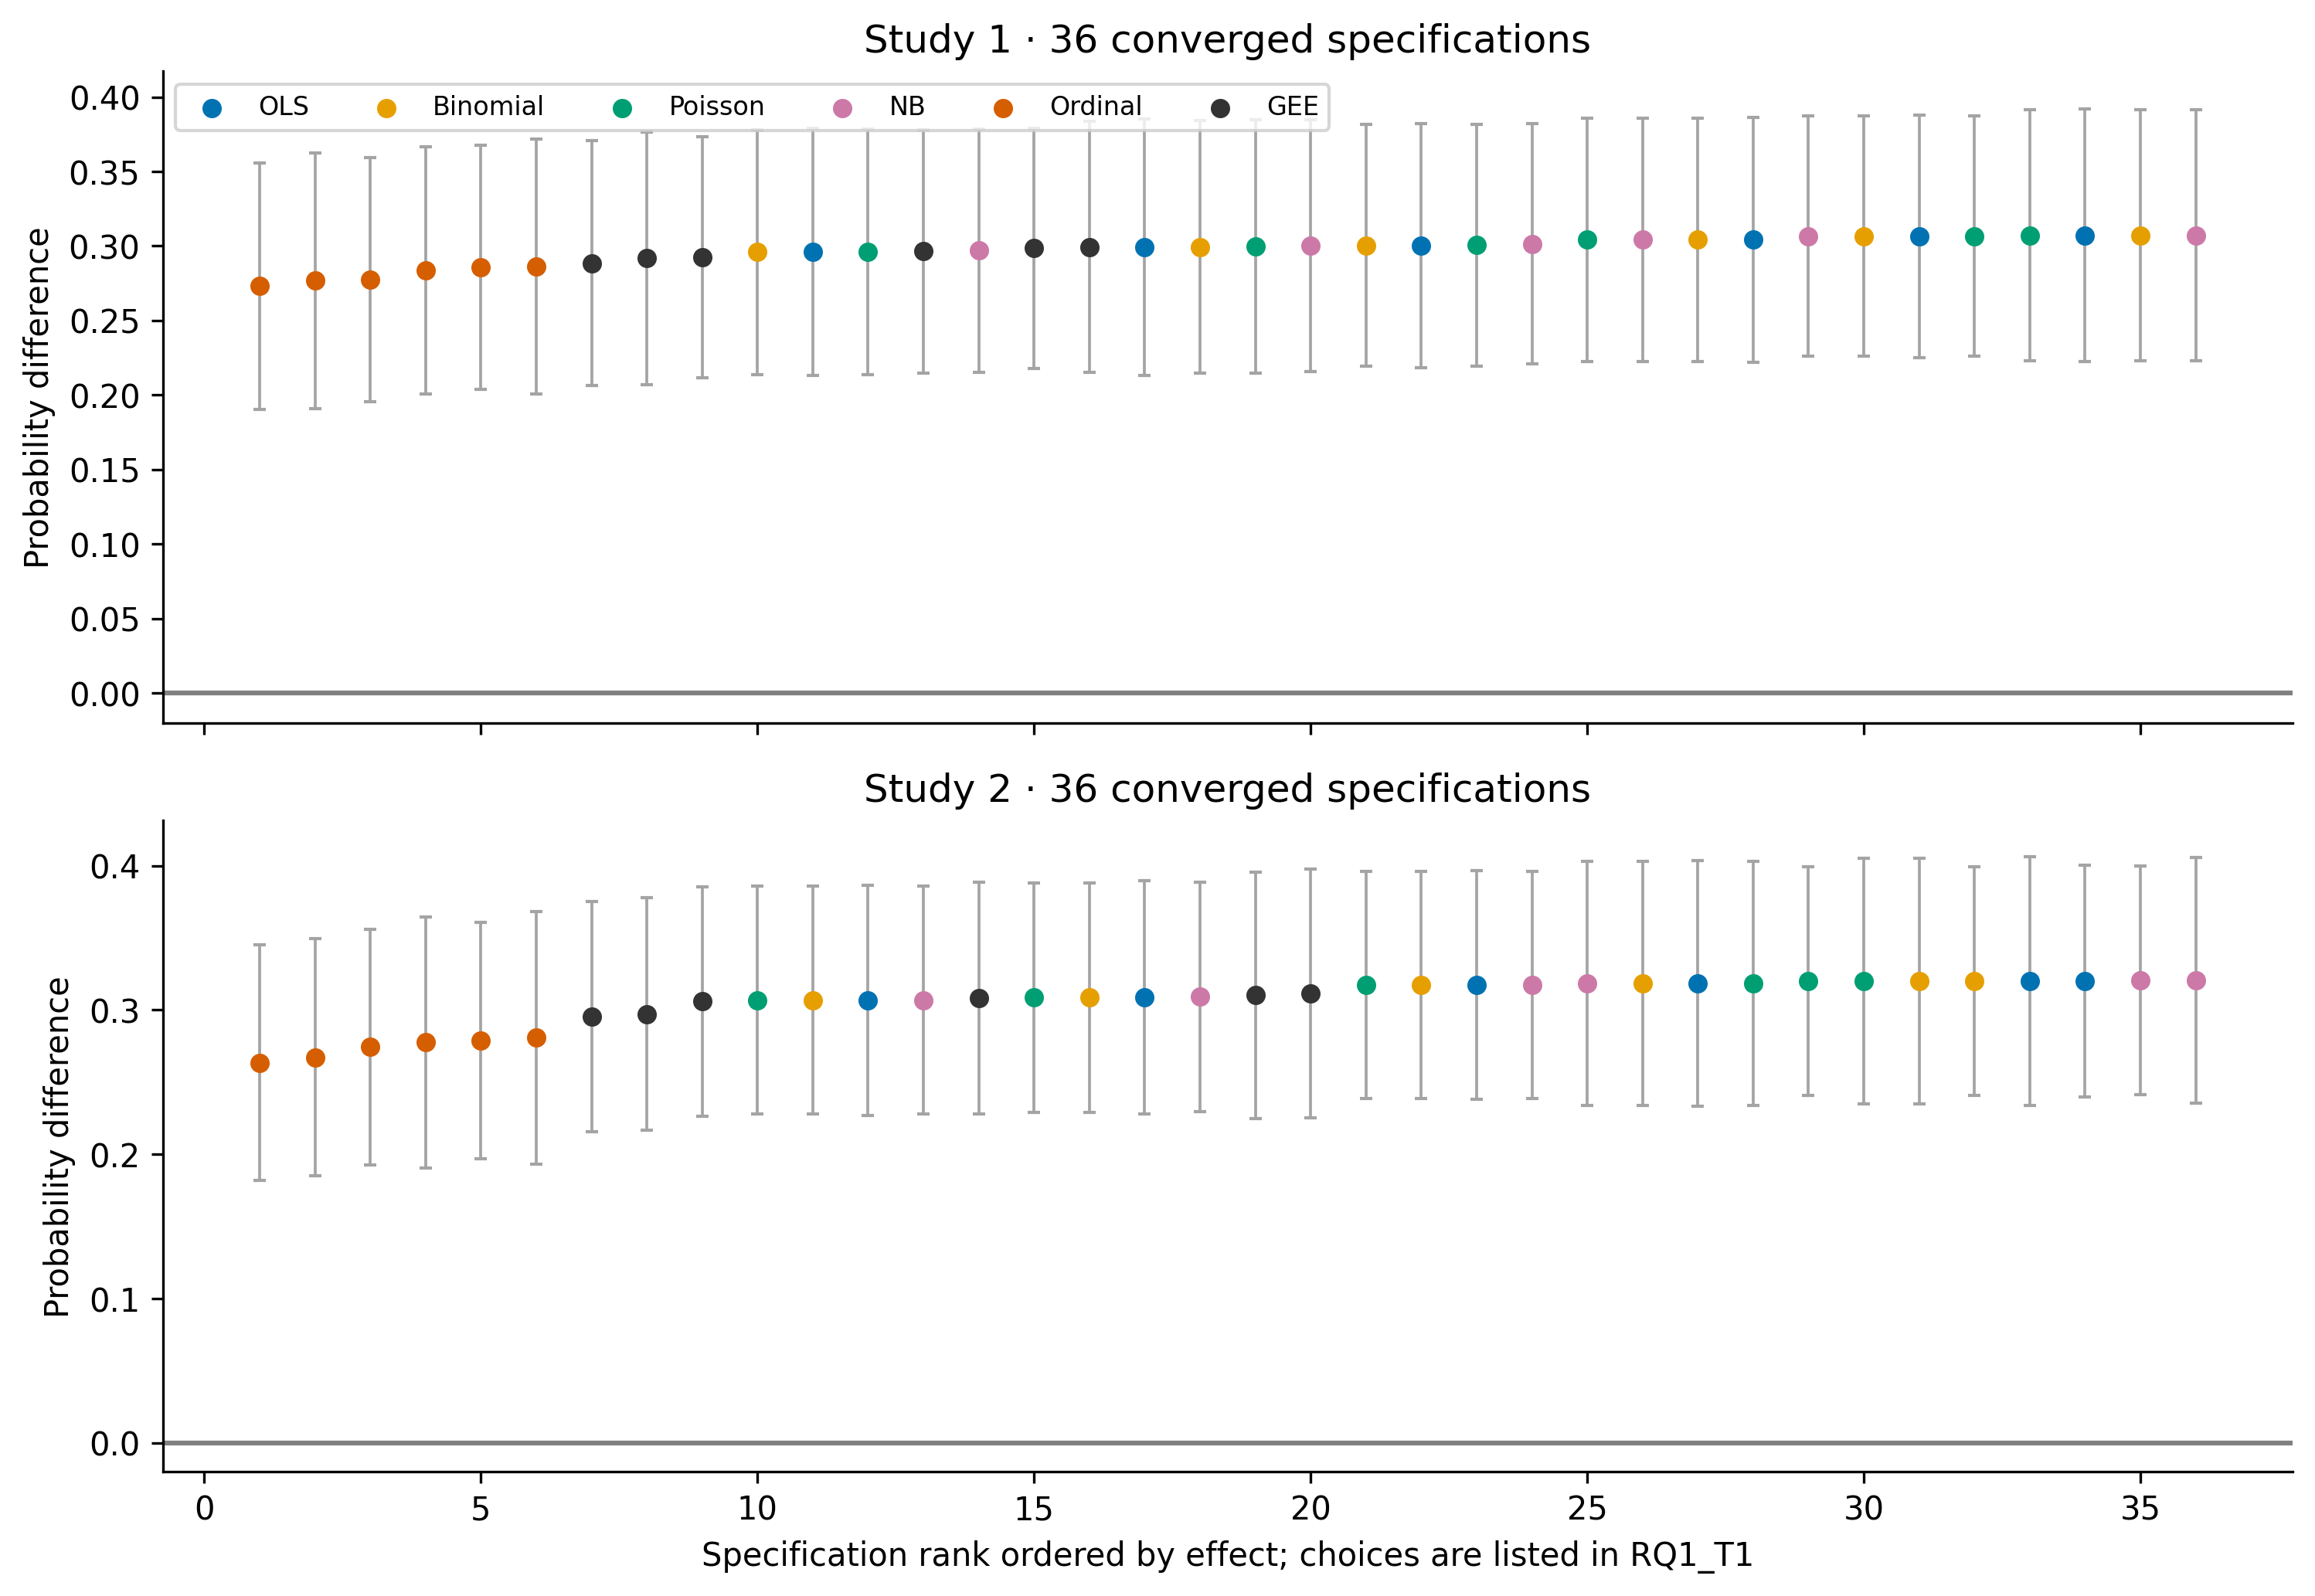 Study 1 · 36 converged specifications
OLS Binomial Poisson NB Ordinal GEE
Probability difference
0.40
0.35
0.30
0.25
0.20
0.15
0.10
0.05
0.00
Study 2 · 36 converged specifications
Probability difference
0.4
0.3
0.2
0.1
0.0
0 5 10 15 20 25 30 35
Specification rank ordered by effect; choices are listed in RQ1_T1